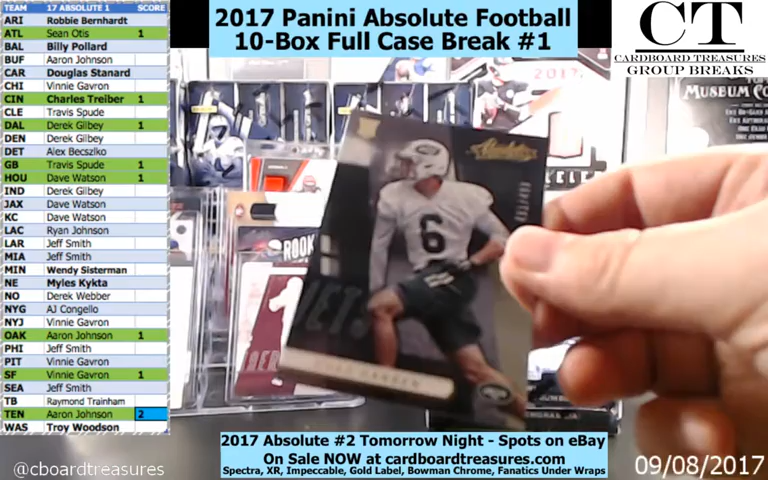 TEAM 17 ABSOLUTE 1 SCORE
ARI Robbie Bernhardt
ATL Sean Otis 1
BAL Billy Pollard
BUF Aaron Johnson
CAR Douglas Stanard
CHI Vinnie Gavron
CIN Charles Treiber 1
CLE Travis Spude
DAL Derek Gilbey 1
DEN Derek Gilbey
DET Alex Becszlko
GB Travis Spude 1
HOU Dave Watson 1
IND Derek Gilbey
JAX Dave Watson
KC Dave Watson
LAC Ryan Johnson
LAR Jeff Smith
MIA Jeff Smith
MIN Wendy Sisterman
NE Myles Kykta
NO Derek Webber
NYG AJ Congello
NYJ Vinnie Gavron
OAK Aaron Johnson 1
PHI Jeff Smith
PIT Vinnie Gavron
SF Vinnie Gavron 1
SEA Jeff Smith
TB Raymond Trainham
TEN Aaron Johnson 2
WAS Troy Woodson
2017 Panini Absolute Football
10-Box Full Case Break #1
CT
CARDBOARD TREASURES
GROUP BREAKS
2017
MUSEUM CO
Absolute
6
JETS
ROOK
2017 Absolute #2 Tomorrow Night - Spots on eBay
On Sale NOW at cardboardtreasures.com
Spectra, XR, Impeccable, Gold Label, Bowman Chrome, Fanatics Under Wraps
@cboardtreasures
09/08/2017